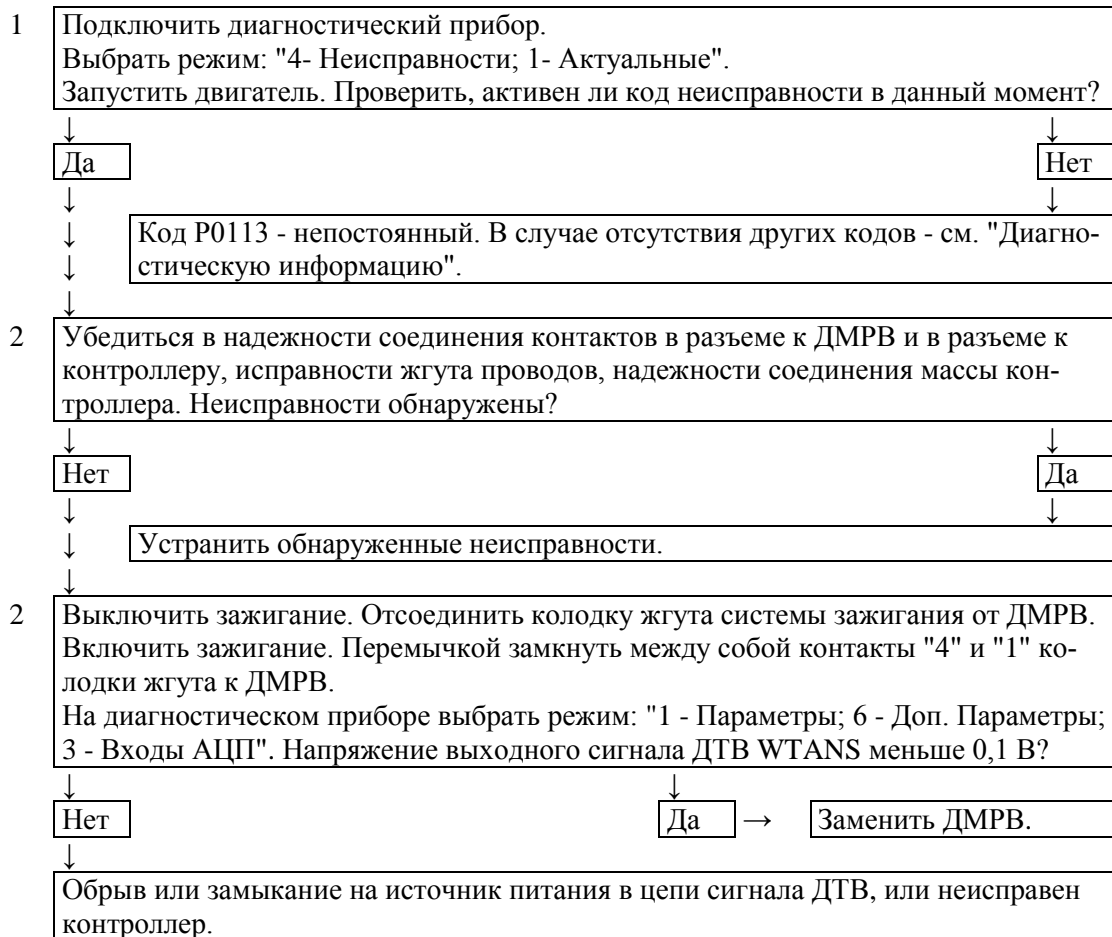 1 Подключить диагностический прибор.
Выбрать режим: "4- Неисправности; 1- Актуальные".
Запустить двигатель. Проверить, активен ли код неисправности в данный момент?
↓ ↓
Да Нет
↓ ↓
↓ Код Р0113 - непостоянный. В случае отсутствия других кодов - см. "Диагно-
↓ стическую информацию".
↓
2 Убедиться в надежности соединения контактов в разъеме к ДМРВ и в разъеме к
контроллеру, исправности жгута проводов, надежности соединения массы кон-
троллера. Неисправности обнаружены?
↓ ↓
Нет Да
↓ ↓
↓ Устранить обнаруженные неисправности.
↓
2 Выключить зажигание. Отсоединить колодку жгута системы зажигания от ДМРВ.
Включить зажигание. Перемычкой замкнуть между собой контакты "4" и "1" ко-
лодки жгута к ДМРВ.
На диагностическом приборе выбрать режим: "1 - Параметры; 6 - Доп. Параметры;
3 - Входы АЦП". Напряжение выходного сигнала ДТВ WTANS меньше 0,1 В?
↓ ↓
Нет Да → Заменить ДМРВ.
↓
Обрыв или замыкание на источник питания в цепи сигнала ДТВ, или неисправен
контроллер.